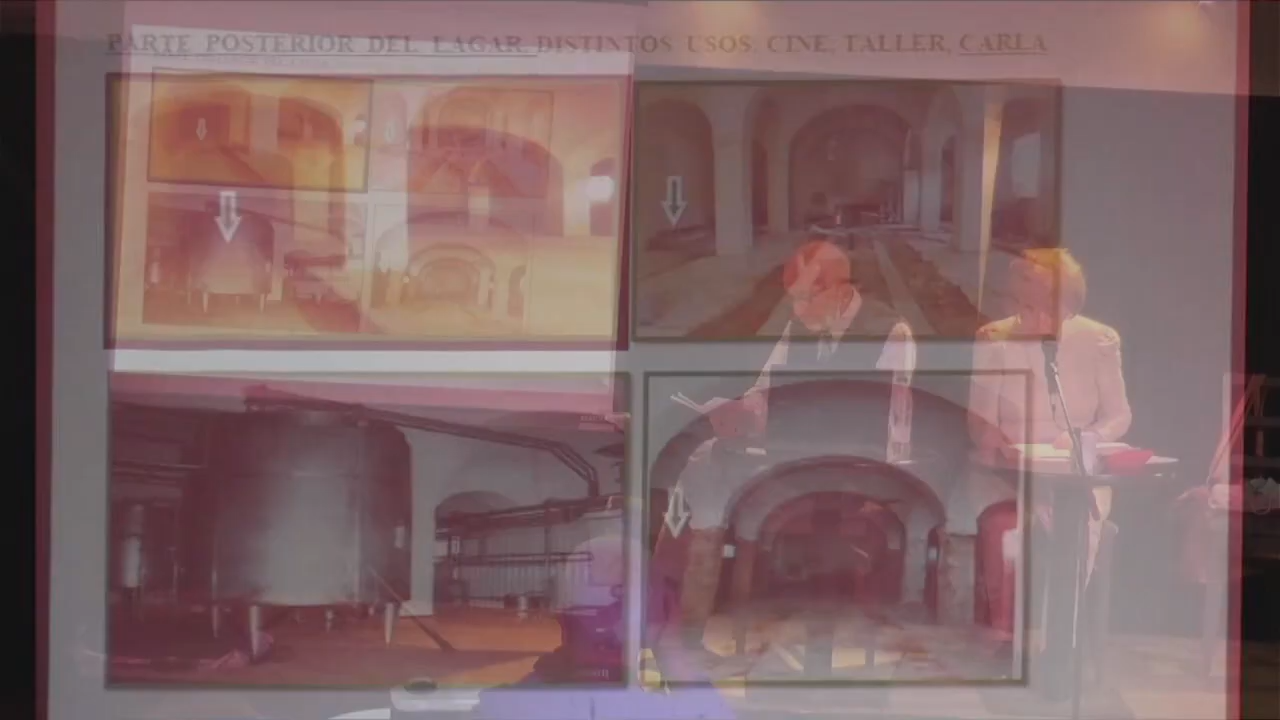 PARTE POSTERIOR DEL LAGAR. DISTINTOS USOS. CINE, TALLER, CARLA